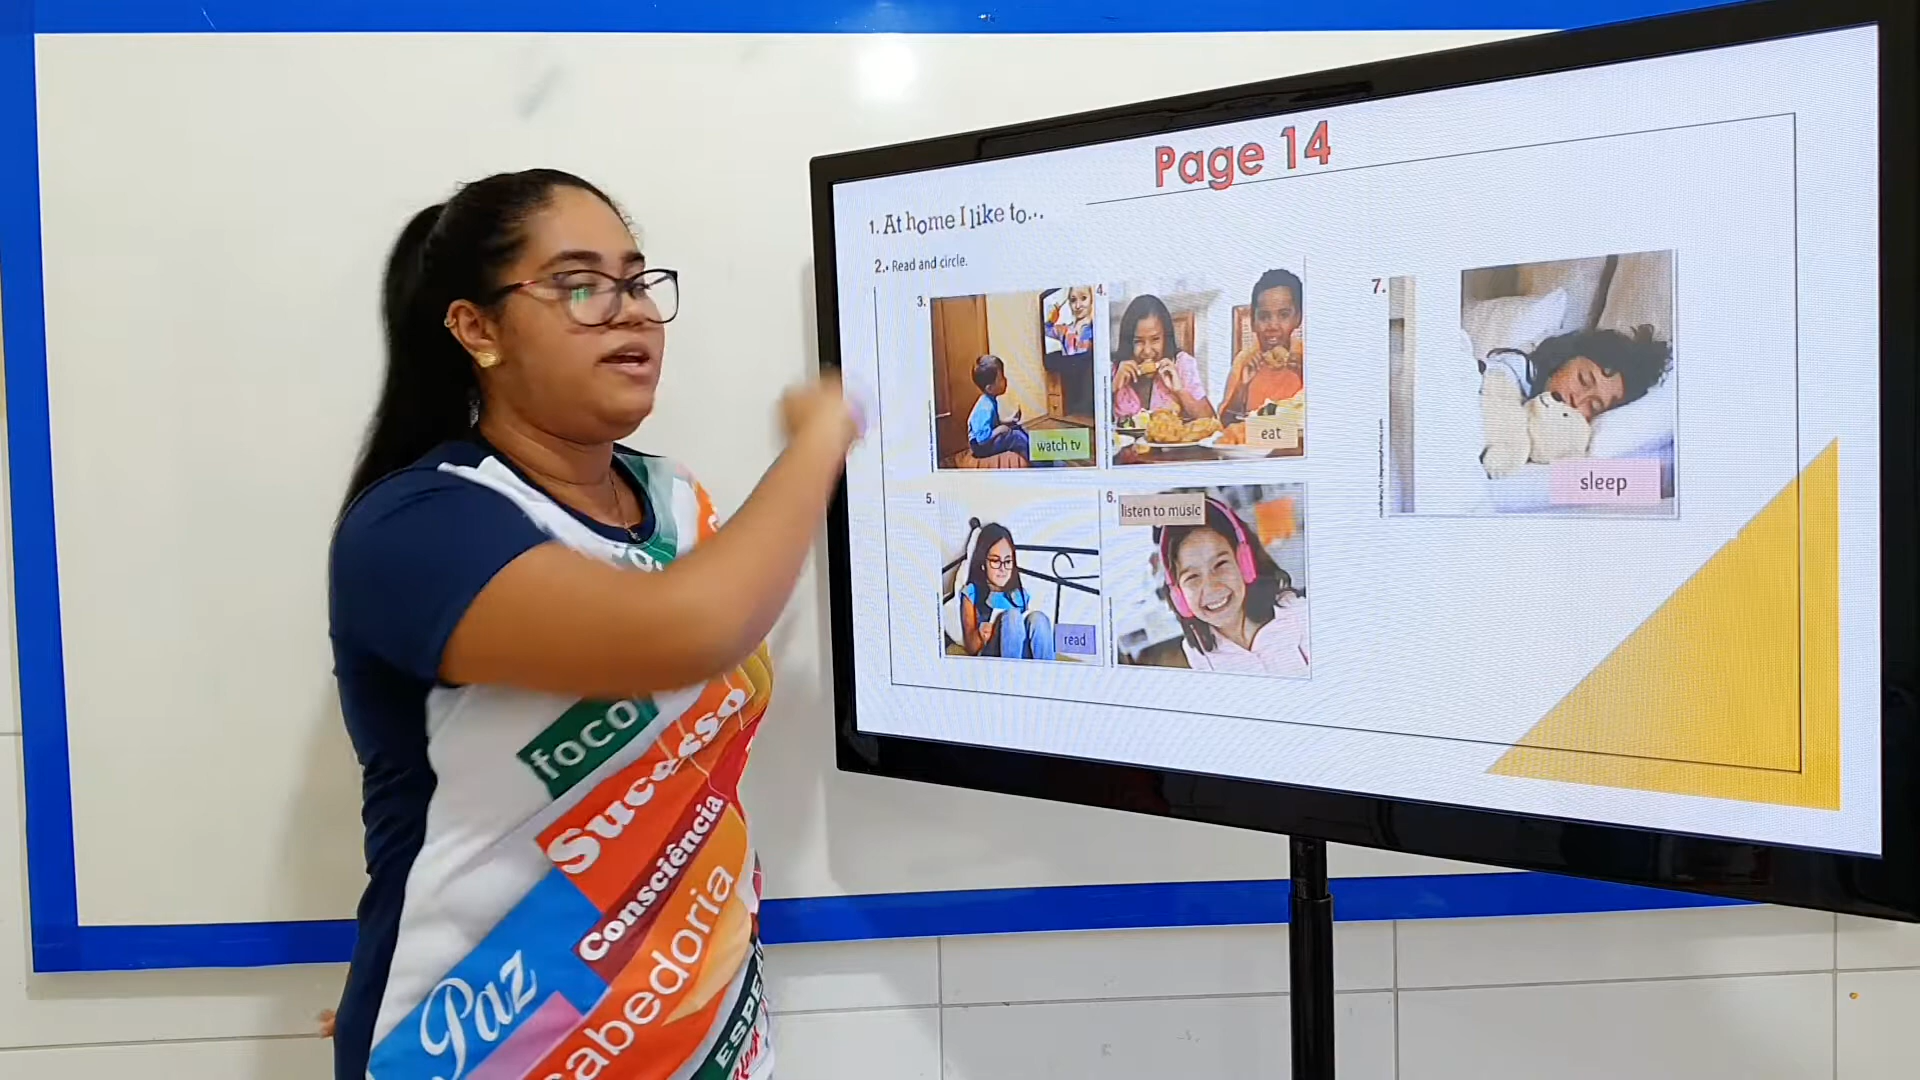 Page 14
1. At home I like to...
2. • Read and circle.
3.
watch tv
4.
eat
7.
sleep
5.
read
6.
listen to music
foco
Sucesso
Consciência
Sabedoria
Paz